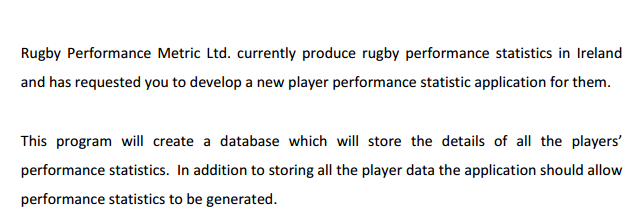 Rugby Performance Metric Ltd. currently produce rugby performance statistics in Ireland
and has requested you to develop a new player performance statistic application for them.
This program will create a database which will store the details of all the players’
performance statistics. In addition to storing all the player data the application should allow
performance statistics to be generated.